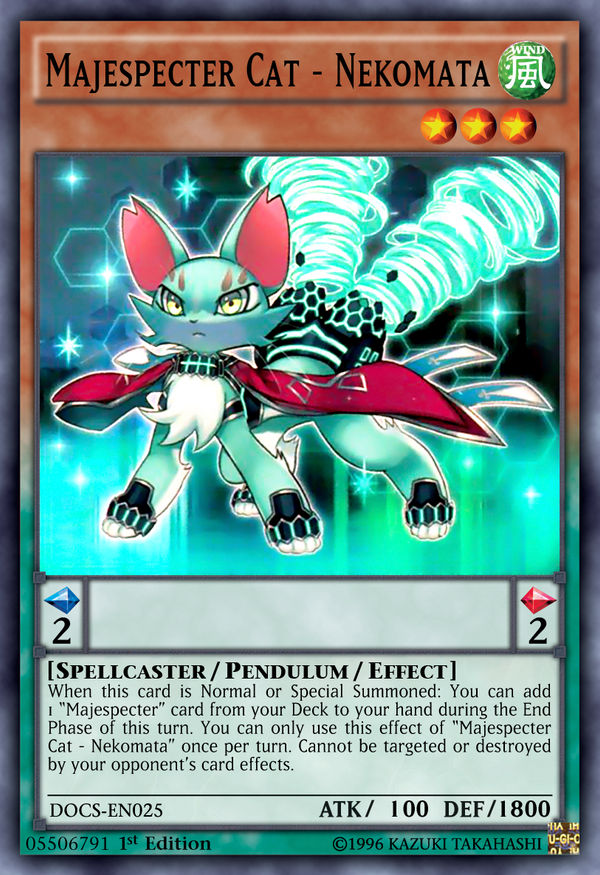 MAJESPECTER CAT - NEKOMATA
WIND
風
2
2
[SPELLCASTER / PENDULUM / EFFECT]
When this card is Normal or Special Summoned: You can add
1 "Majespecter" card from your Deck to your hand during the End
Phase of this turn. You can only use this effect of "Majespecter
Cat - Nekomata" once per turn. Cannot be targeted or destroyed
by your opponent's card effects.
DOCS-EN025 ATK/ 100 DEF/1800
05506791 1st Edition ©1996 KAZUKI TAKAHASHI